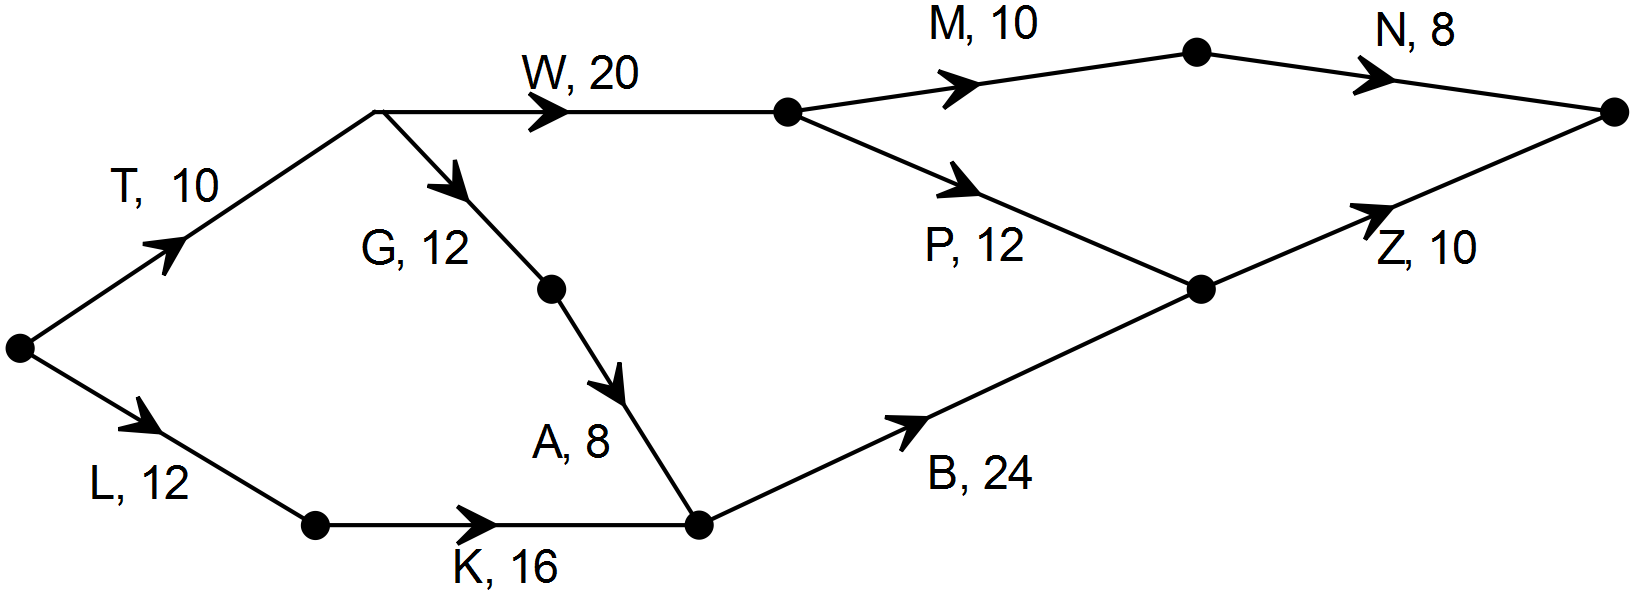 M, 10
N, 8
W, 20
T, 10
G, 12
P, 12
Z, 10
A, 8
B, 24
L, 12
K, 16